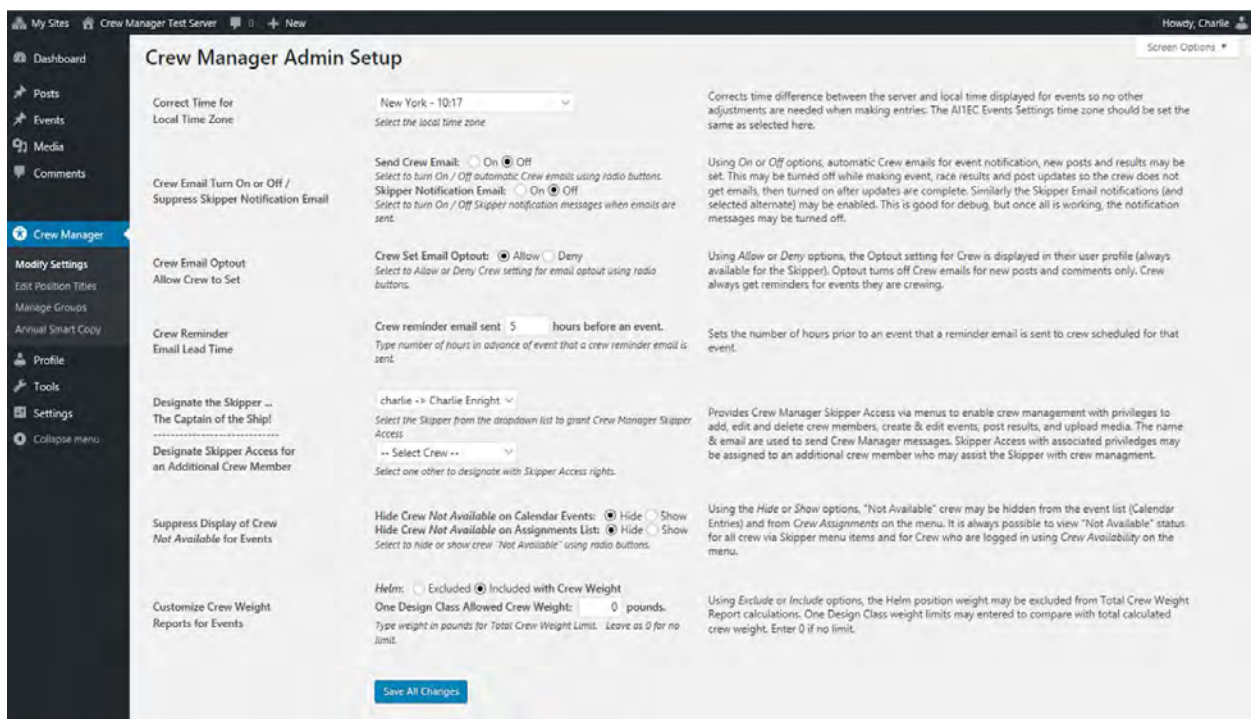 My Sites Crew Manager Test Server 0 + New Howdy, Charlie
Screen Options
Dashboard
Posts
Events
Media
Comments
Crew Manager
Modify Settings
Edit Position Titles
Manage Groups
Annual Smart Copy
Profile
Tools
Settings
Collapse menu
Crew Manager Admin Setup
Correct Time for
Local Time Zone
New York - 10:17
Select the local time zone
Corrects time difference between the server and local time displayed for events so no other
adjustments are needed when making entries. The AI1EC Events Settings time zone should be set the
same as selected here.
Crew Email Turn On or Off /
Suppress Skipper Notification Email
Send Crew Email: On Off
Select to turn On / Off automatic Crew emails using radio buttons.
Skipper Notification Email: On Off
Select to turn On / Off Skipper notification messages when emails are
sent.
Using On or Off options, automatic Crew emails for event notification, new posts and results may be
set. This may be turned off while making event, race results and post updates so the crew does not
get emails, then turned on after updates are complete. Similarly the Skipper Email notifications (and
selected alternate) may be enabled. This is good for debug, but once all is working, the notification
messages may be turned off.
Crew Email Optout
Allow Crew to Set
Crew Set Email Optout: Allow Deny
Select to Allow or Deny Crew setting for email optout using radio
buttons.
Using Allow or Deny options, the Optout setting for Crew is displayed in their user profile (always
available for the Skipper). Optout turns off Crew emails for new posts and comments only. Crew
always get reminders for events they are crewing.
Crew Reminder
Email Lead Time
Crew reminder email sent 5 hours before an event.
Type number of hours in advance of event that a crew reminder email is
sent.
Sets the number of hours prior to an event that a reminder email is sent to crew scheduled for that
event.
Designate the Skipper ...
The Captain of the Ship!
----------------------------
Designate Skipper Access for
an Additional Crew Member
charlie -> Charlie Enright
Select the Skipper from the dropdown list to grant Crew Manager Skipper
Access
-- Select Crew --
Select one other to designate with Skipper Access rights.
Provides Crew Manager Skipper Access via menus to enable crew management with privileges to
add, edit and delete crew members, create & edit events, post results, and upload media. The name
& email are used to send Crew Manager messages. Skipper Access with associated priviledges may
be assigned to an additional crew member who may assist the Skipper with crew managment.
Suppress Display of Crew
Not Available for Events
Hide Crew Not Available on Calendar Events: Hide Show
Hide Crew Not Available on Assignments List: Hide Show
Select to hide or show crew "Not Available" using radio buttons.
Using the Hide or Show options, "Not Available" crew may be hidden from the event list (Calendar
Entries) and from Crew Assignments on the menu. It is always possible to view "Not Available" status
for all crew via Skipper menu items and for Crew who are logged in using Crew Availability on the
menu.
Customize Crew Weight
Reports for Events
Helm: Excluded Included with Crew Weight
One Design Class Allowed Crew Weight: 0 pounds.
Type weight in pounds for Total Crew Weight Limit. Leave as 0 for no
limit.
Using Exclude or Include options, the Helm position weight may be excluded from Total Crew Weight
Report calculations. One Design Class weight limits may entered to compare with total calculated
crew weight. Enter 0 if no limit.
Save All Changes